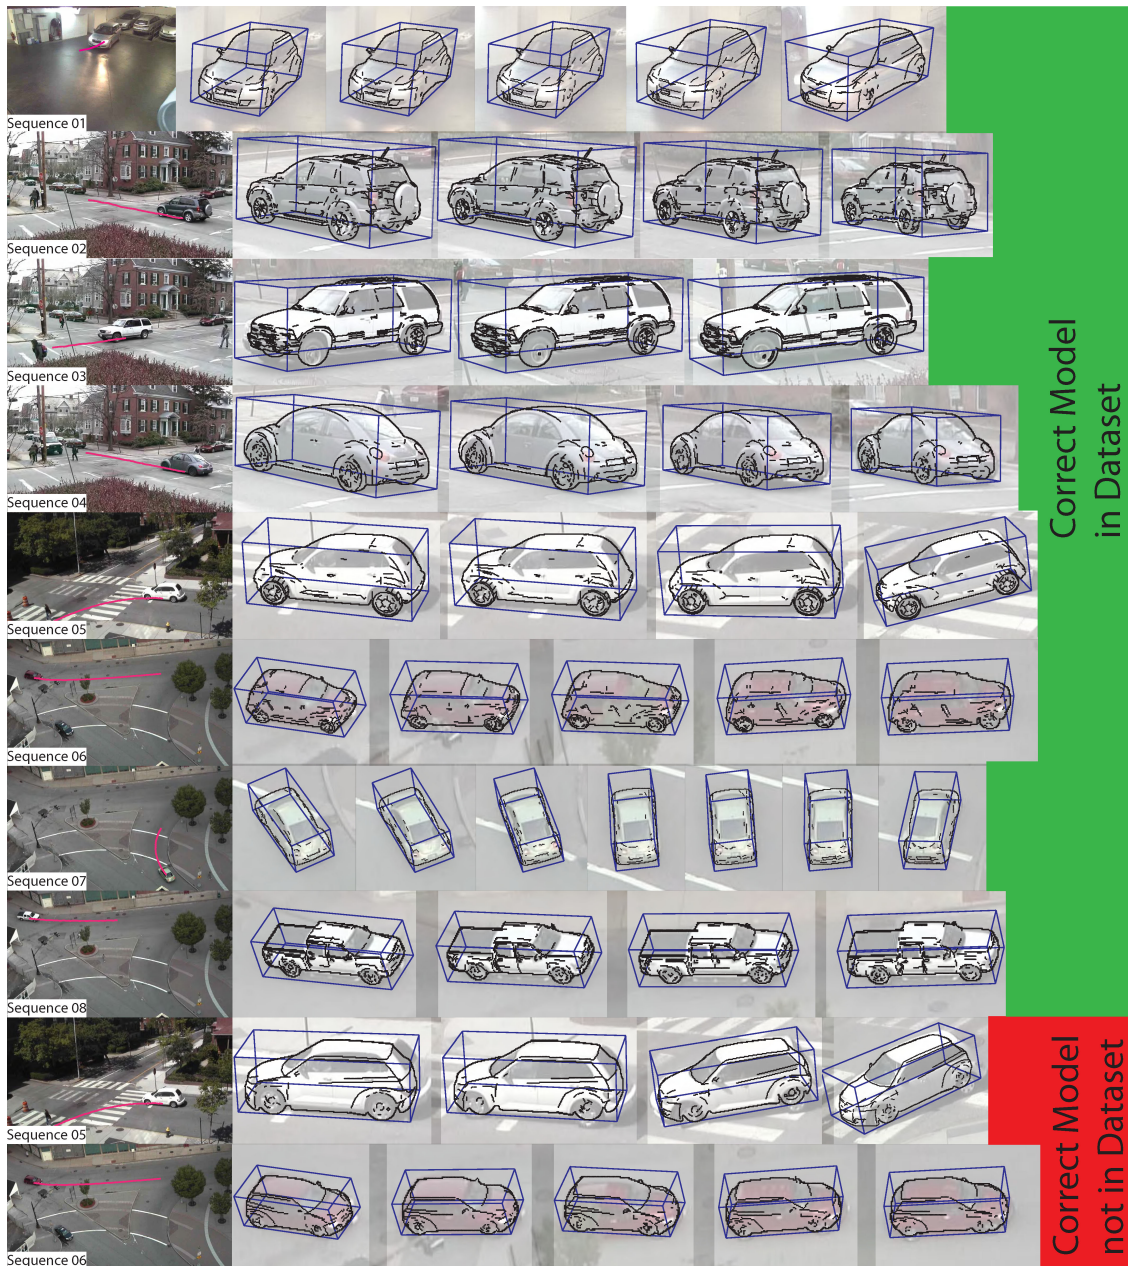 Sequence 01
Sequence 02
Sequence 03
Sequence 04
Sequence 05
Sequence 06
Sequence 07
Sequence 08
Correct Model
in Dataset
Sequence 05
Sequence 06
Correct Model
not in Dataset